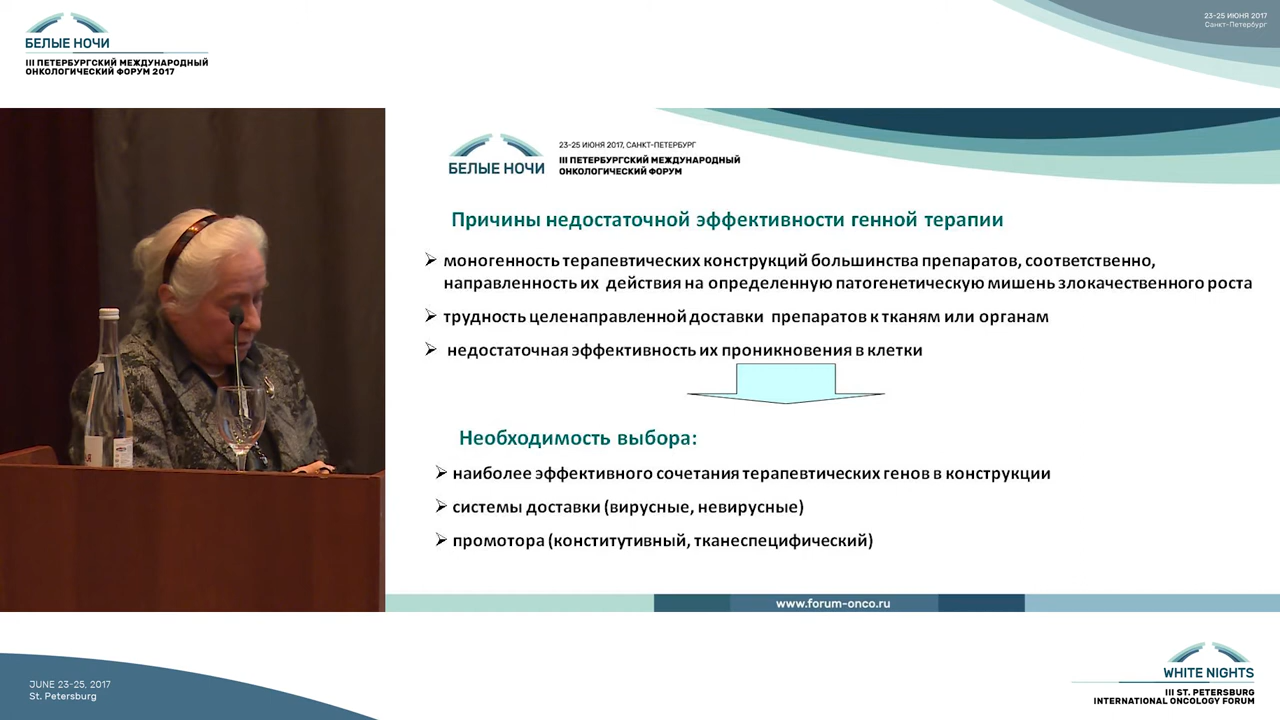 БЕЛЫЕ НОЧИ
III ПЕТЕРБУРГСКИЙ МЕЖДУНАРОДНЫЙ
ОНКОЛОГИЧЕСКИЙ ФОРУМ 2017
23-25 ИЮНЯ 2017
Санкт-Петербург
БЕЛЫЕ НОЧИ
23-25 ИЮНЯ 2017, САНКТ-ПЕТЕРБУРГ
III ПЕТЕРБУРГСКИЙ МЕЖДУНАРОДНЫЙ
ОНКОЛОГИЧЕСКИЙ ФОРУМ
Причины недостаточной эффективности генной терапии
моногенность терапевтических конструкций большинства препаратов, соответственно,
направленность их действия на определенную патогенетическую мишень злокачественного роста
трудность целенаправленной доставки препаратов к тканям или органам
недостаточная эффективность их проникновения в клетки
Необходимость выбора:
наиболее эффективного сочетания терапевтических генов в конструкции
системы доставки (вирусные, невирусные)
промотора (конститутивный, тканеспецифический)
www.forum-onco.ru
JUNE 23-25, 2017
St. Petersburg
WHITE NIGHTS
III ST. PETERSBURG
INTERNATIONAL ONCOLOGY FORUM